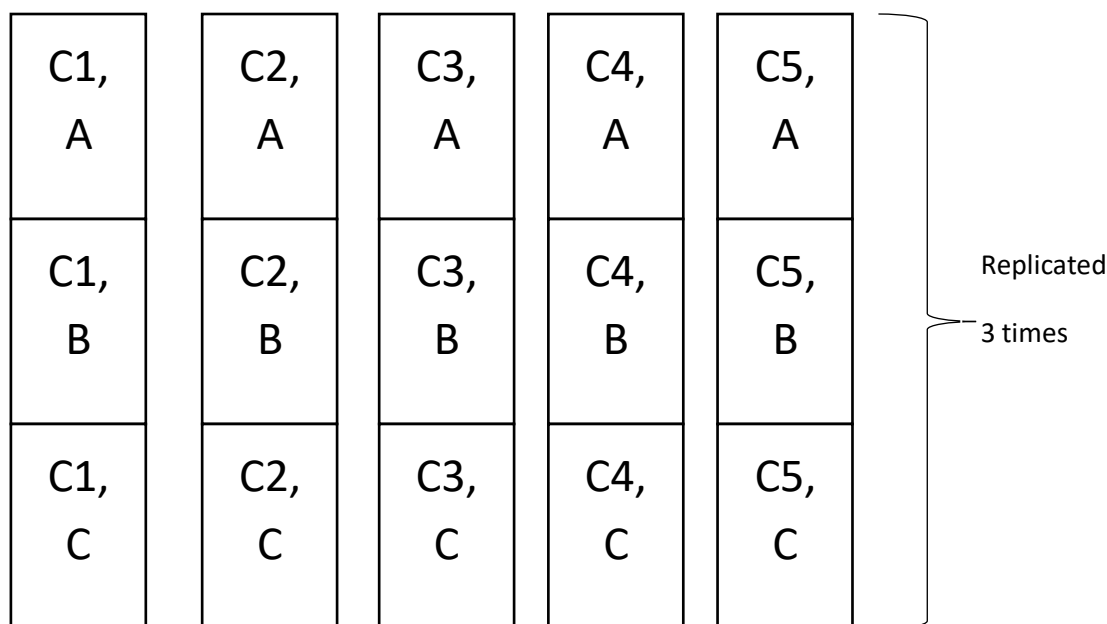 C1,
A
C2,
A
C3,
A
C4,
A
C5,
A
C1,
B
C2,
B
C3,
B
C4,
B
C5,
B
Replicated
3 times
C1,
C
C2,
C
C3,
C
C4,
C
C5,
C